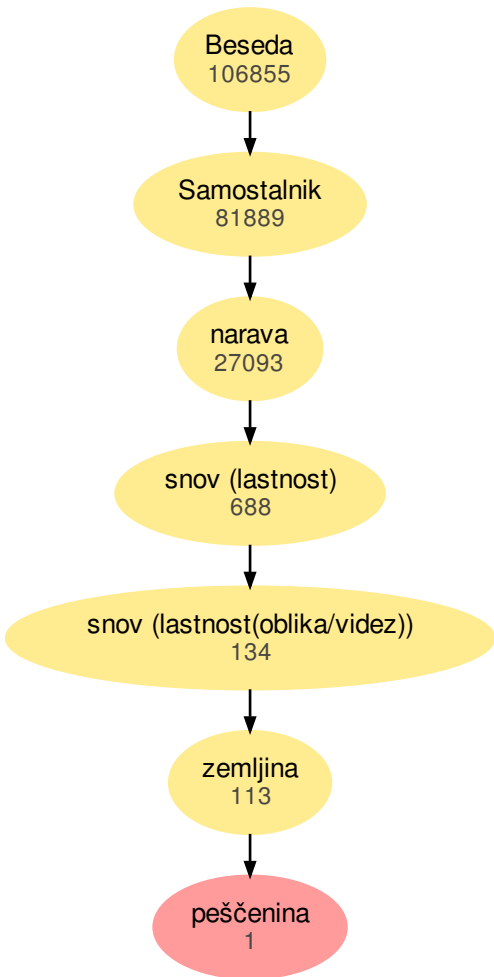 Beseda
106855
Samostalnik
81889
narava
27093
snov (lastnost)
688
snov (lastnost(oblika/videz))
134
zemljina
113
peščenina
1